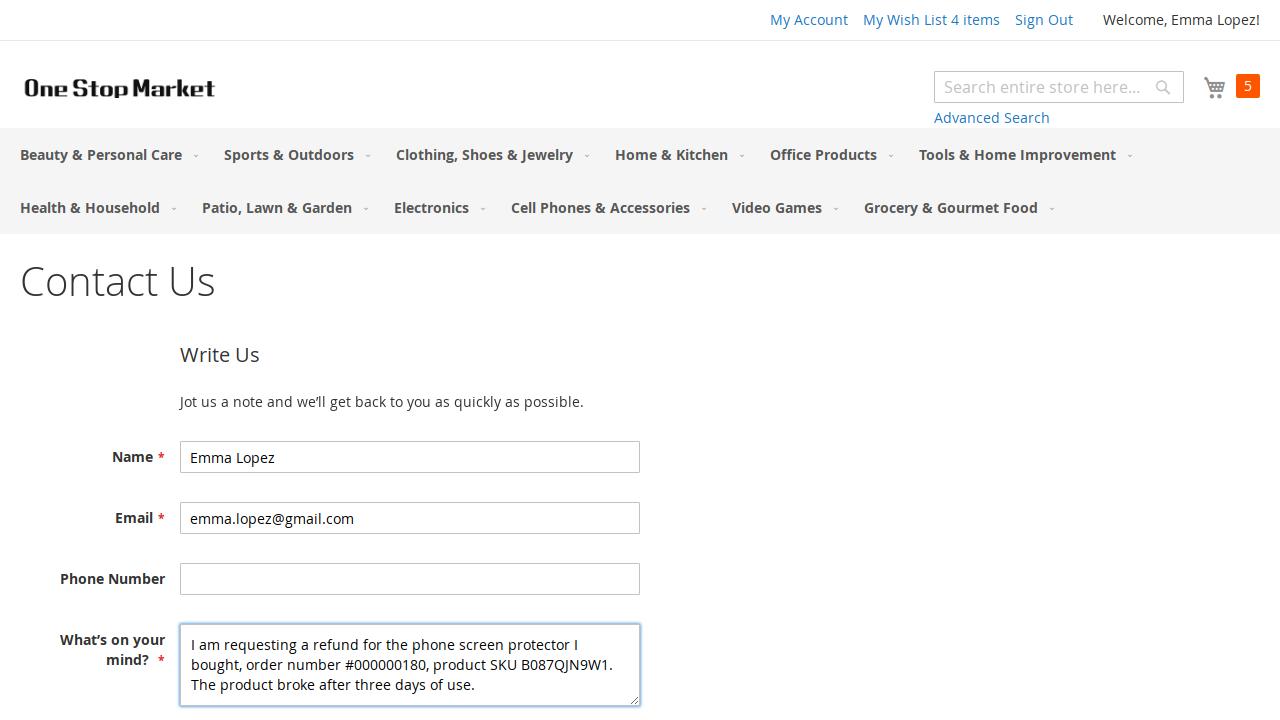 My Account My Wish List 4 items Sign Out Welcome, Emma Lopez!
One Stop Market
Search entire store here...
5
Advanced Search
Beauty & Personal Care Sports & Outdoors Clothing, Shoes & Jewelry Home & Kitchen Office Products Tools & Home Improvement
Health & Household Patio, Lawn & Garden Electronics Cell Phones & Accessories Video Games Grocery & Gourmet Food
Contact Us
Write Us
Jot us a note and we’ll get back to you as quickly as possible.
Name *
Emma Lopez
Email *
emma.lopez@gmail.com
Phone Number
What’s on your
mind? *
I am requesting a refund for the phone screen protector I
bought, order number #000000180, product SKU B087QJN9W1.
The product broke after three days of use.